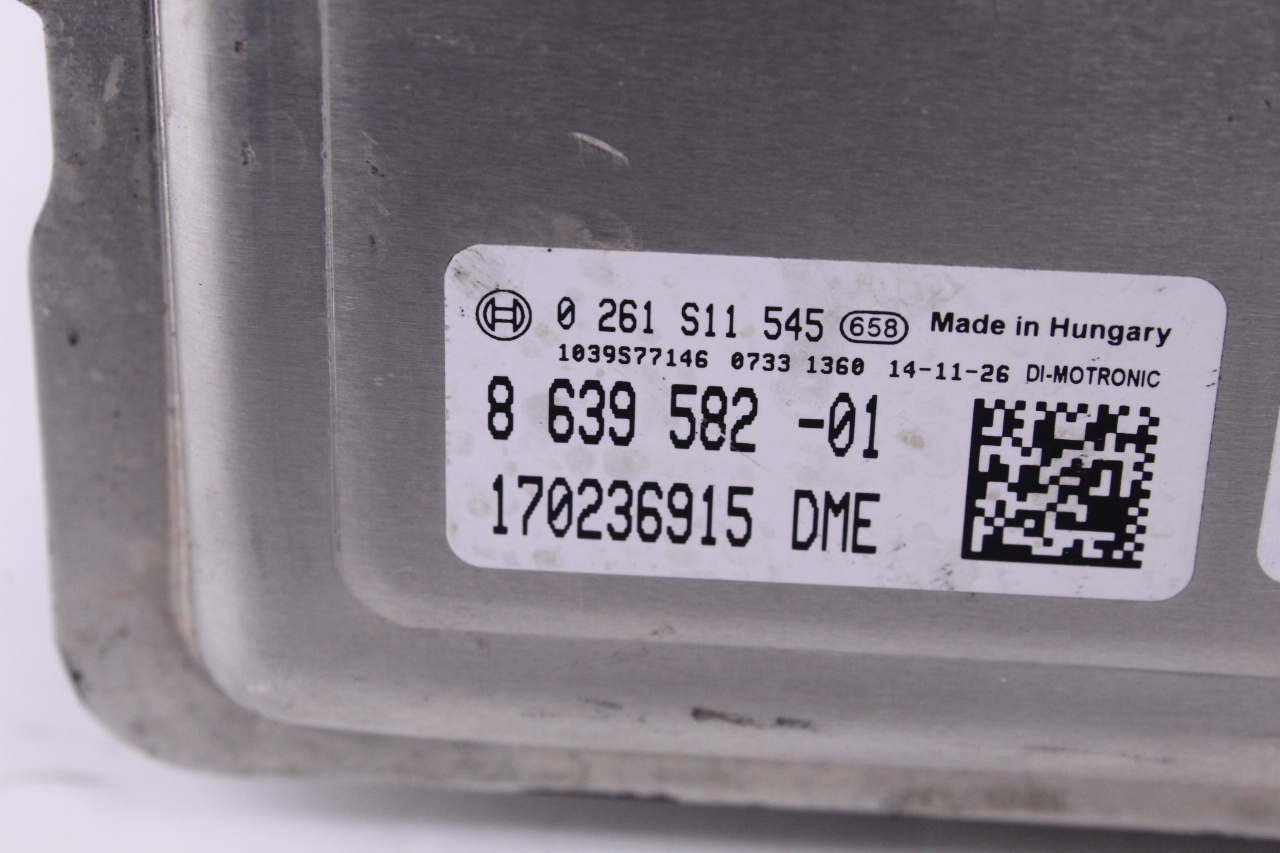 0 261 S11 545 658 Made in Hungary
1039S77146 0733 1360 14-11-26 DI-MOTRONIC
8 639 582 -01
170236915 DME